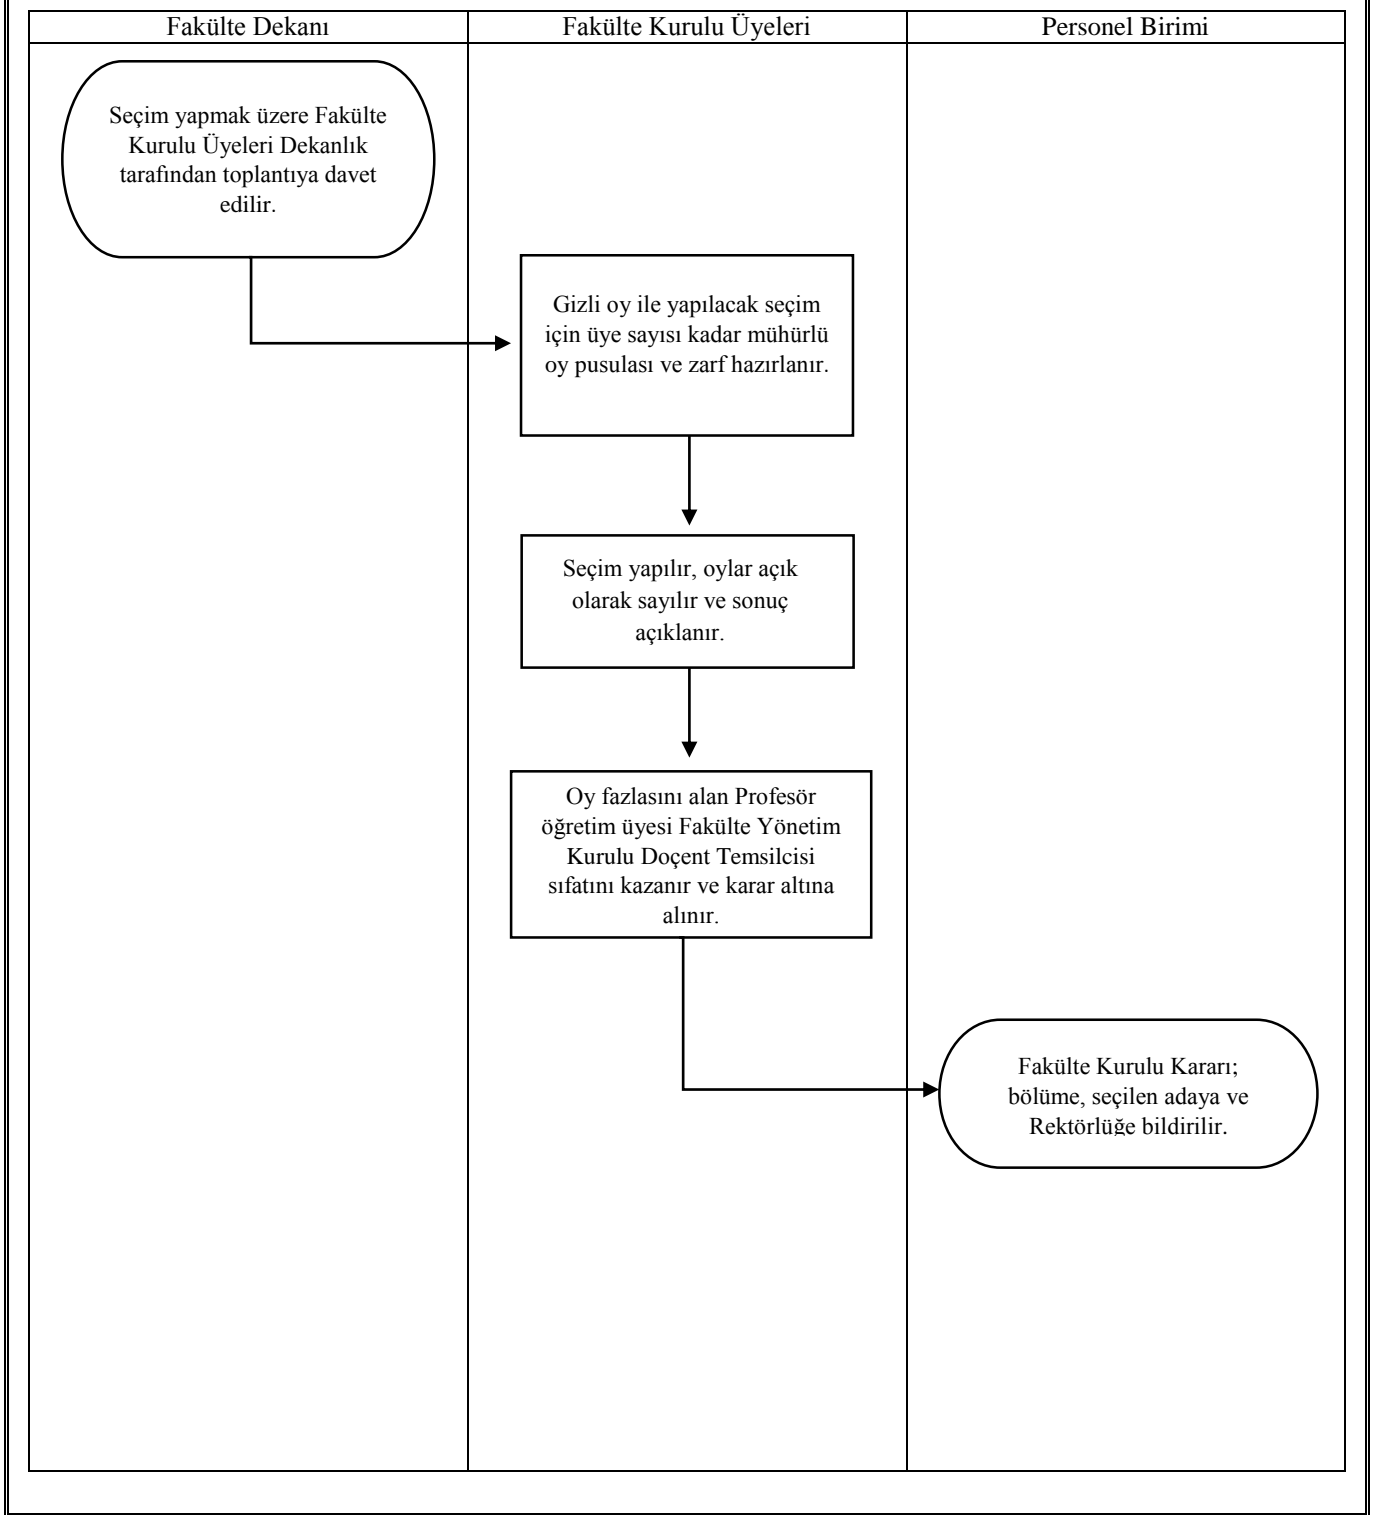 Fakülte Dekanı
Fakülte Kurulu Üyeleri
Personel Birimi
Seçim yapmak üzere Fakülte
Kurulu Üyeleri Dekanlık
tarafından toplantıya davet
edilir.
Gizli oy ile yapılacak seçim
için üye sayısı kadar mühürlü
oy pusulası ve zarf hazırlanır.
Seçim yapılır, oylar açık
olarak sayılır ve sonuç
açıklanır.
Oy fazlasını alan Profesör
öğretim üyesi Fakülte Yönetim
Kurulu Doçent Temsilcisi
sıfatını kazanır ve karar altına
alınır.
Fakülte Kurulu Kararı;
bölüme, seçilen adaya ve
Rektörlüğe bildirilir.